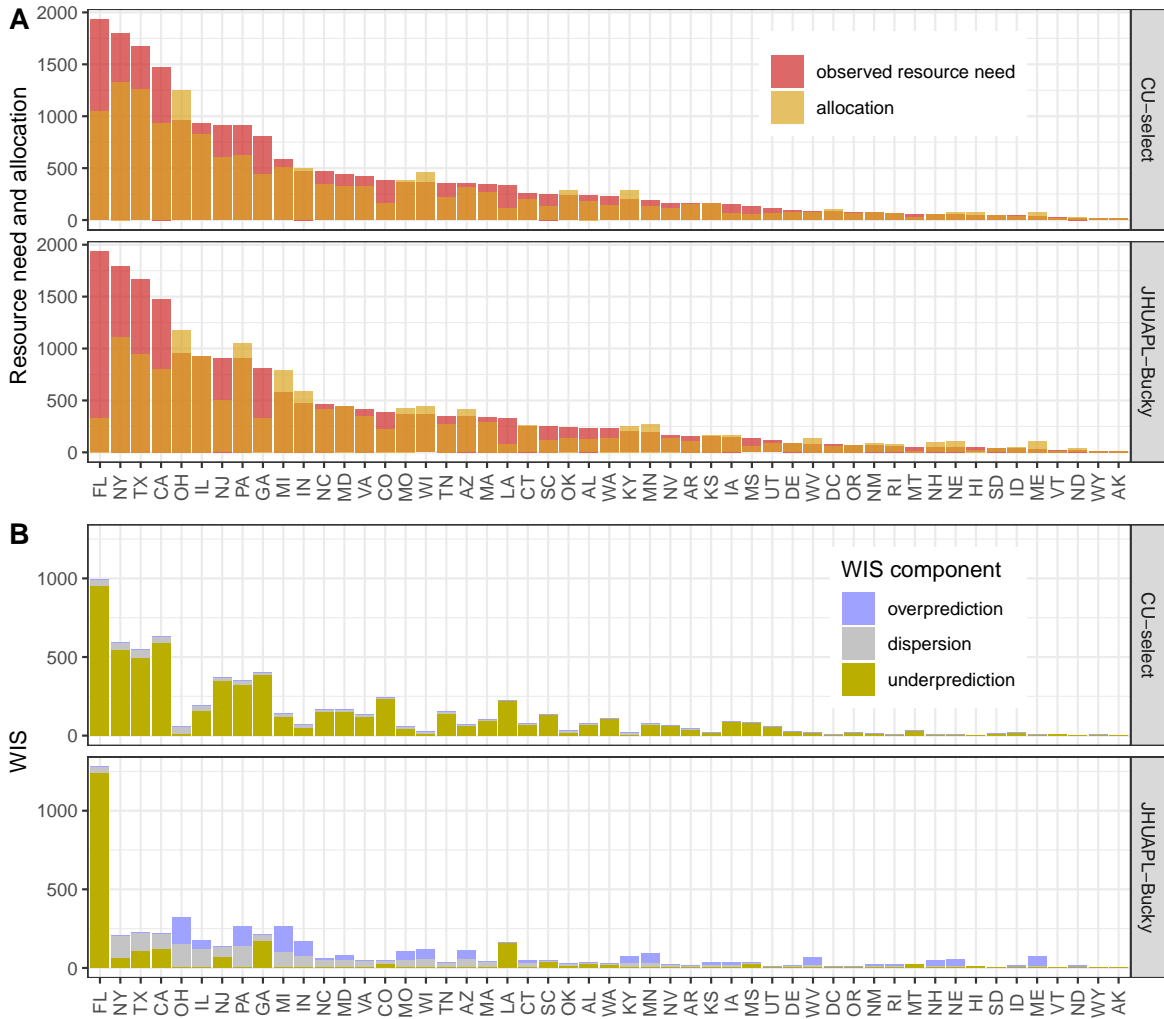 A
Resource need and allocation
2000
1500
1000
500
0
observed resource need
allocation
CU−select
2000
1500
1000
500
0
JHUAPL−Bucky
FL NY TX CA OH IL NJ PA GA MI IN NC MD VA CO MO WI TN AZ MA LA CT SC OK AL WA KY MN NV AR KS IA MS UT DE WV DC OR NM RI MT NH NE HI SD ID ME VT ND WY AK
B
WIS
1000
500
0
WIS component
overprediction
dispersion
underprediction
CU−select
1000
500
0
JHUAPL−Bucky
FL NY TX CA OH IL NJ PA GA MI IN NC MD VA CO MO WI TN AZ MA LA CT SC OK AL WA KY MN NV AR KS IA MS UT DE WV DC OR NM RI MT NH NE HI SD ID ME VT ND WY AK